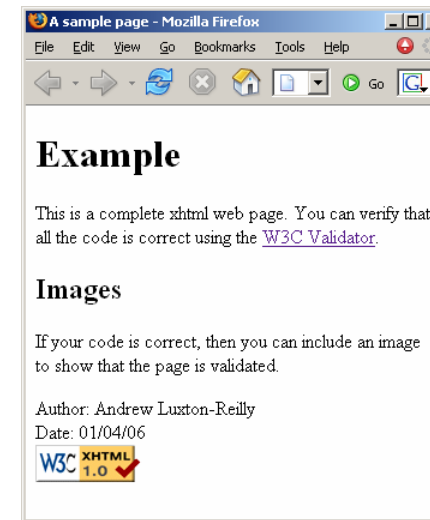 A sample page - Mozilla Firefox
File Edit View Go Bookmarks Tools Help
Go G
Example
This is a complete xhtml web page. You can verify that
all the code is correct using the W3C Validator.
Images
If your code is correct, then you can include an image
to show that the page is validated.
Author: Andrew Luxton-Reilly
Date: 01/04/06
W3C XHTML
1.0